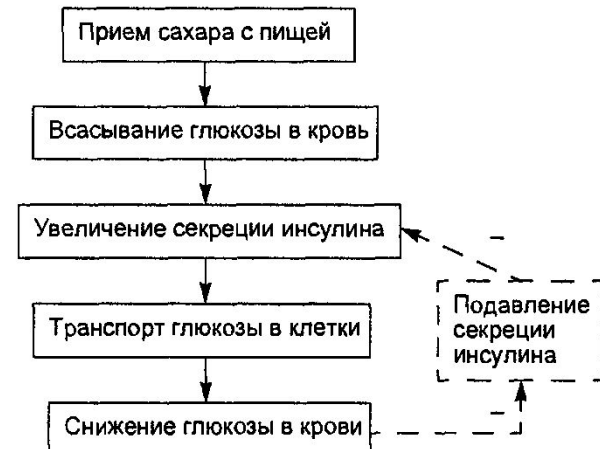 Прием сахара с пищей
Всасывание глюкозы в кровь
Увеличение секреции инсулина
–
Подавление
секреции
инсулина
Транспорт глюкозы в клетки
–
Снижение глюкозы в крови